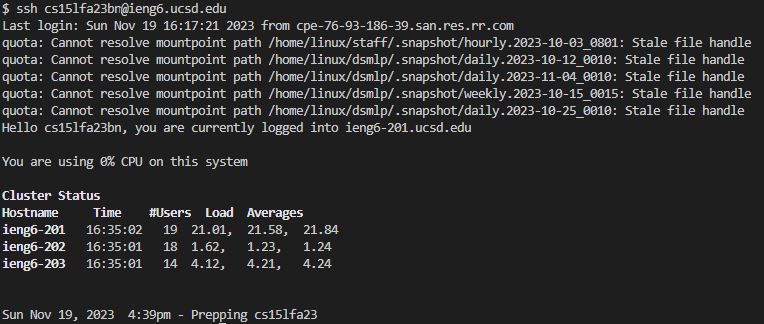 $ ssh cs15lfa23bn@ieng6.ucsd.edu
Last login: Sun Nov 19 16:17:21 2023 from cpe-76-93-186-39.san.res.rr.com
quota: Cannot resolve mountpoint path /home/linux/staff/.snapshot/hourly.2023-10-03_0801: Stale file handle
quota: Cannot resolve mountpoint path /home/linux/dsmlp/.snapshot/daily.2023-10-12_0010: Stale file handle
quota: Cannot resolve mountpoint path /home/linux/dsmlp/.snapshot/daily.2023-11-04_0010: Stale file handle
quota: Cannot resolve mountpoint path /home/linux/dsmlp/.snapshot/weekly.2023-10-15_0015: Stale file handle
quota: Cannot resolve mountpoint path /home/linux/dsmlp/.snapshot/daily.2023-10-25_0010: Stale file handle
Hello cs15lfa23bn, you are currently logged into ieng6-201.ucsd.edu
You are using 0% CPU on this system
Cluster Status
Hostname     Time    #Users  Load  Averages
ieng6-201   16:35:02   19  21.01,  21.58,  21.84
ieng6-202   16:35:01   18  1.62,   1.23,   1.24
ieng6-203   16:35:01   14  4.12,   4.21,   4.24
Sun Nov 19, 2023  4:39pm - Prepping cs15lfa23